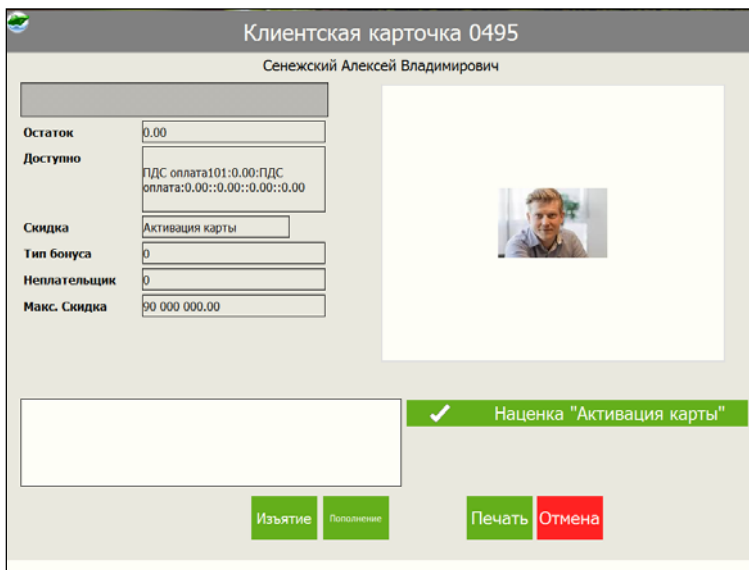 Клиентская карточка 0495
Сенежский Алексей Владимирович
Остаток 0.00
Доступно ПДС оплата101:0.00:ПДС
оплата:0.00::0.00::0.00::0.00
Скидка Активация карты
Тип бонуса 0
Неплательщик 0
Макс. Скидка 90 000 000.00
Наценка "Активация карты"
Изъятие Пополнение Печать Отмена